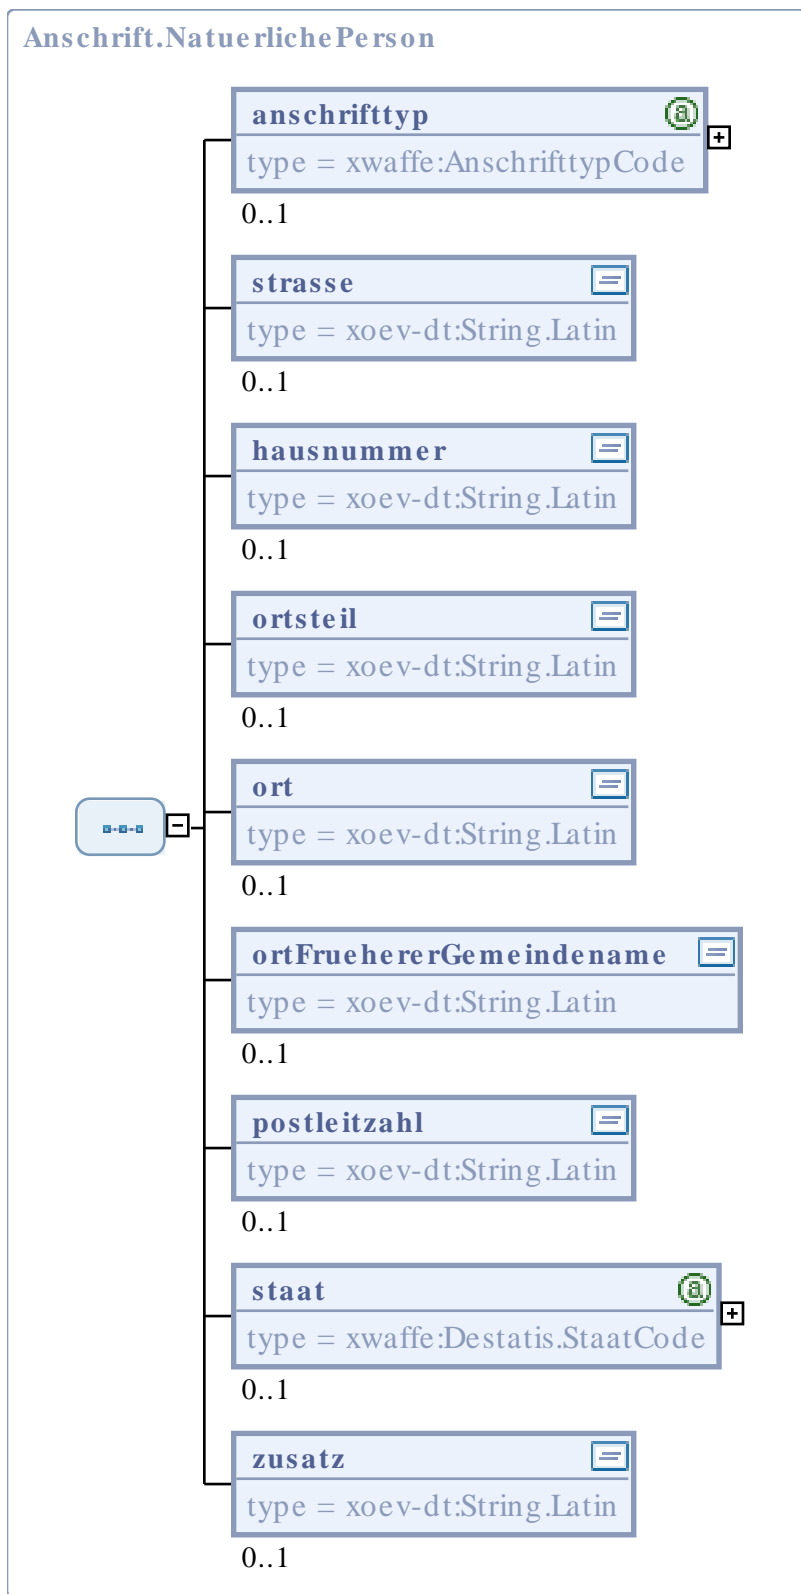 Anschrift.NatuerlichePerson
anschrifttyp
type = xwaffe:AnschrifttypCode
0..1
strasse
type = xoev-dt:String.Latin
0..1
hausnummer
type = xoev-dt:String.Latin
0..1
ortsteil
type = xoev-dt:String.Latin
0..1
ort
type = xoev-dt:String.Latin
0..1
ortFruehererGemeindename
type = xoev-dt:String.Latin
0..1
postleitzahl
type = xoev-dt:String.Latin
0..1
staat
type = xwaffe:Destatis.StaatCode
0..1
zusatz
type = xoev-dt:String.Latin
0..1